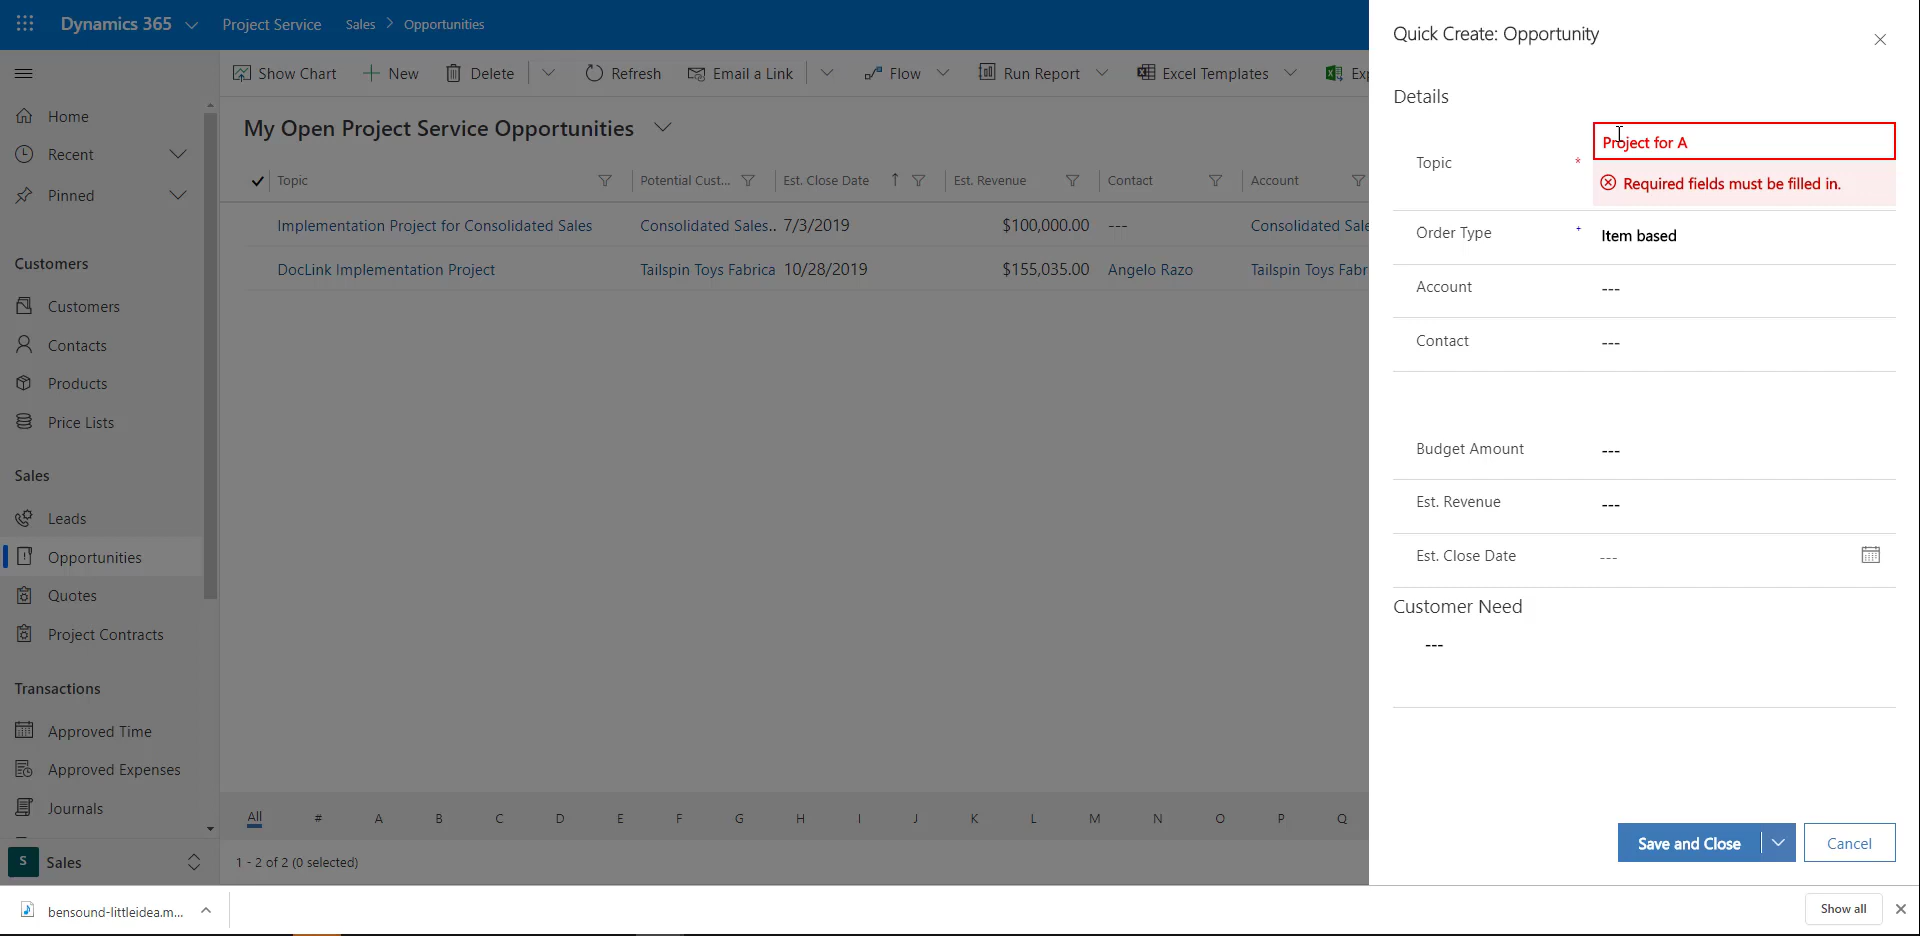 Dynamics 365
Project Service
Sales > Opportunities
Show Chart
New
Delete
Refresh
Email a Link
Flow
Run Report
Excel Templates
Exp
Home
Recent
Pinned
Customers
Customers
Contacts
Products
Price Lists
Sales
Leads
Opportunities
Quotes
Project Contracts
Transactions
Approved Time
Approved Expenses
Journals
S Sales
My Open Project Service Opportunities
Topic Potential Cust... Est. Close Date Est. Revenue Contact Account
Implementation Project for Consolidated Sales Consolidated Sales.. 7/3/2019 $100,000.00 --- Consolidated Sale
DocLink Implementation Project Tailspin Toys Fabrica 10/28/2019 $155,035.00 Angelo Razo Tailspin Toys Fabr
All # A B C D E F G H I J K L M N O P Q
1 - 2 of 2 (0 selected)
Quick Create: Opportunity
Details
Topic * Project for A
Required fields must be filled in.
Order Type + Item based
Account ---
Contact ---
Budget Amount ---
Est. Revenue ---
Est. Close Date ---
Customer Need
---
Save and Close
Cancel
bensound-littleidea.m...
Show all